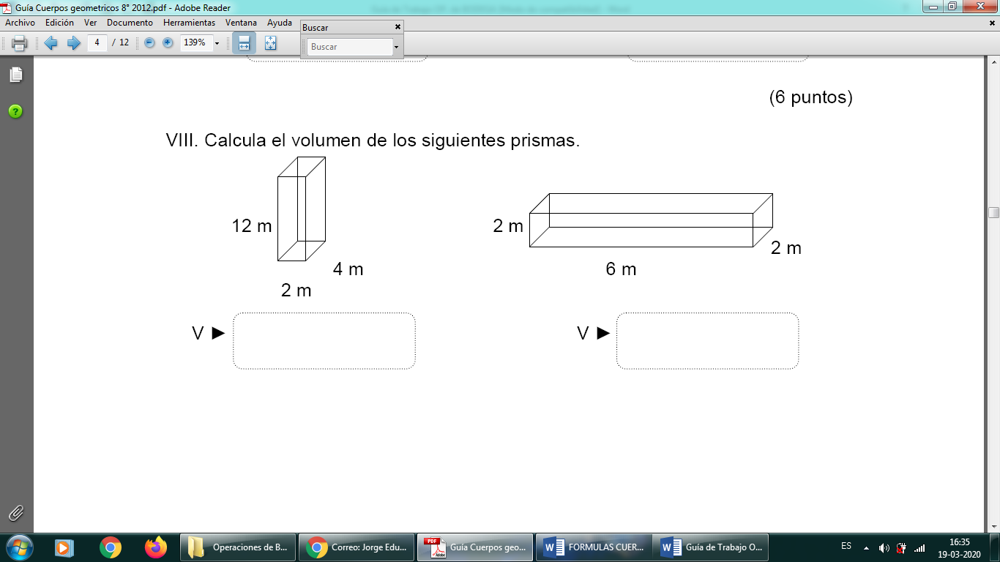 Guía Cuerpos geometricos 8° 2012.pdf - Adobe Reader
Archivo Edición Ver Documento Herramientas Ventana Ayuda
Buscar
4 / 12 139% Buscar
(6 puntos)
VIII. Calcula el volumen de los siguientes prismas.
12 m
4 m
2 m
2 m
2 m
6 m
V ►
V ►
Operaciones de B...
Correo: Jorge Edu...
PDF
Adobe
Guía Cuerpos geo...
FORMULAS CUER...
Guía de Trabajo O...
ES
16:35
19-03-2020